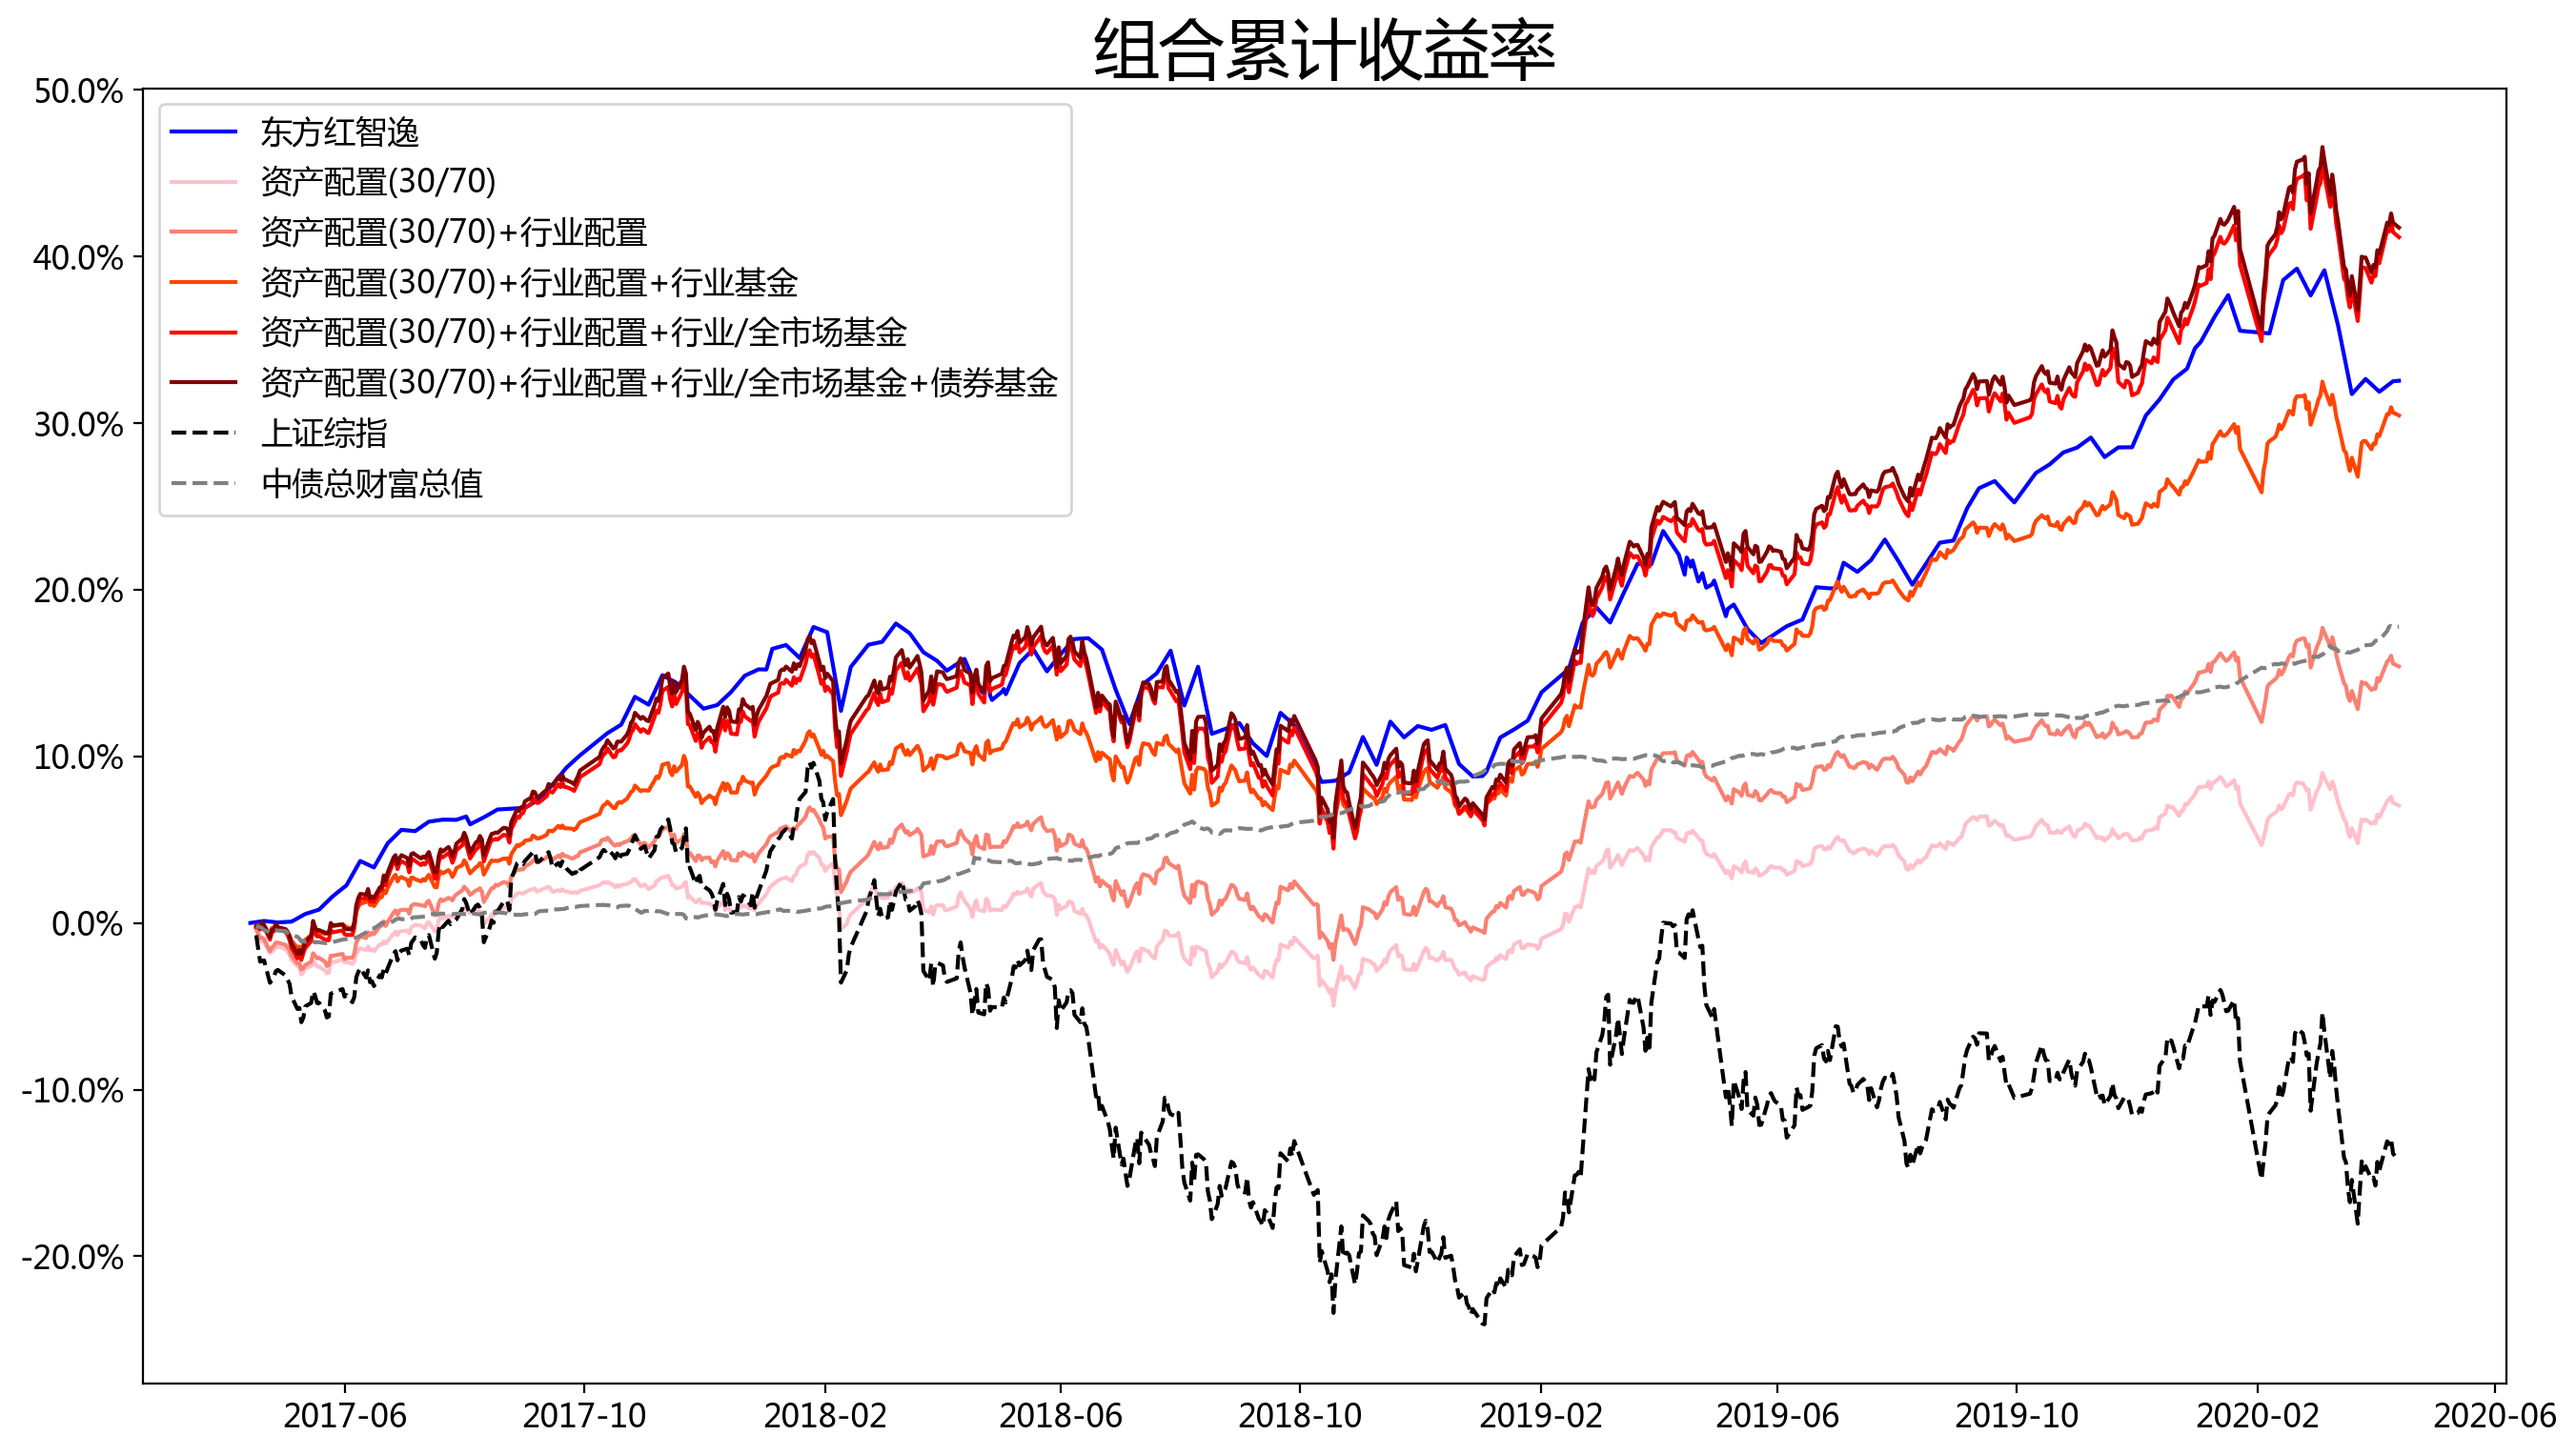 组合累计收益率
50.0%
40.0%
30.0%
20.0%
10.0%
0.0%
-10.0%
-20.0%
东方红智逸
资产配置(30/70)
资产配置(30/70)+行业配置
资产配置(30/70)+行业配置+行业基金
资产配置(30/70)+行业配置+行业/全市场基金
资产配置(30/70)+行业配置+行业/全市场基金+债券基金
上证综指
中债总财富总值
2017-06 2017-10 2018-02 2018-06 2018-10 2019-02 2019-06 2019-10 2020-02 2020-06